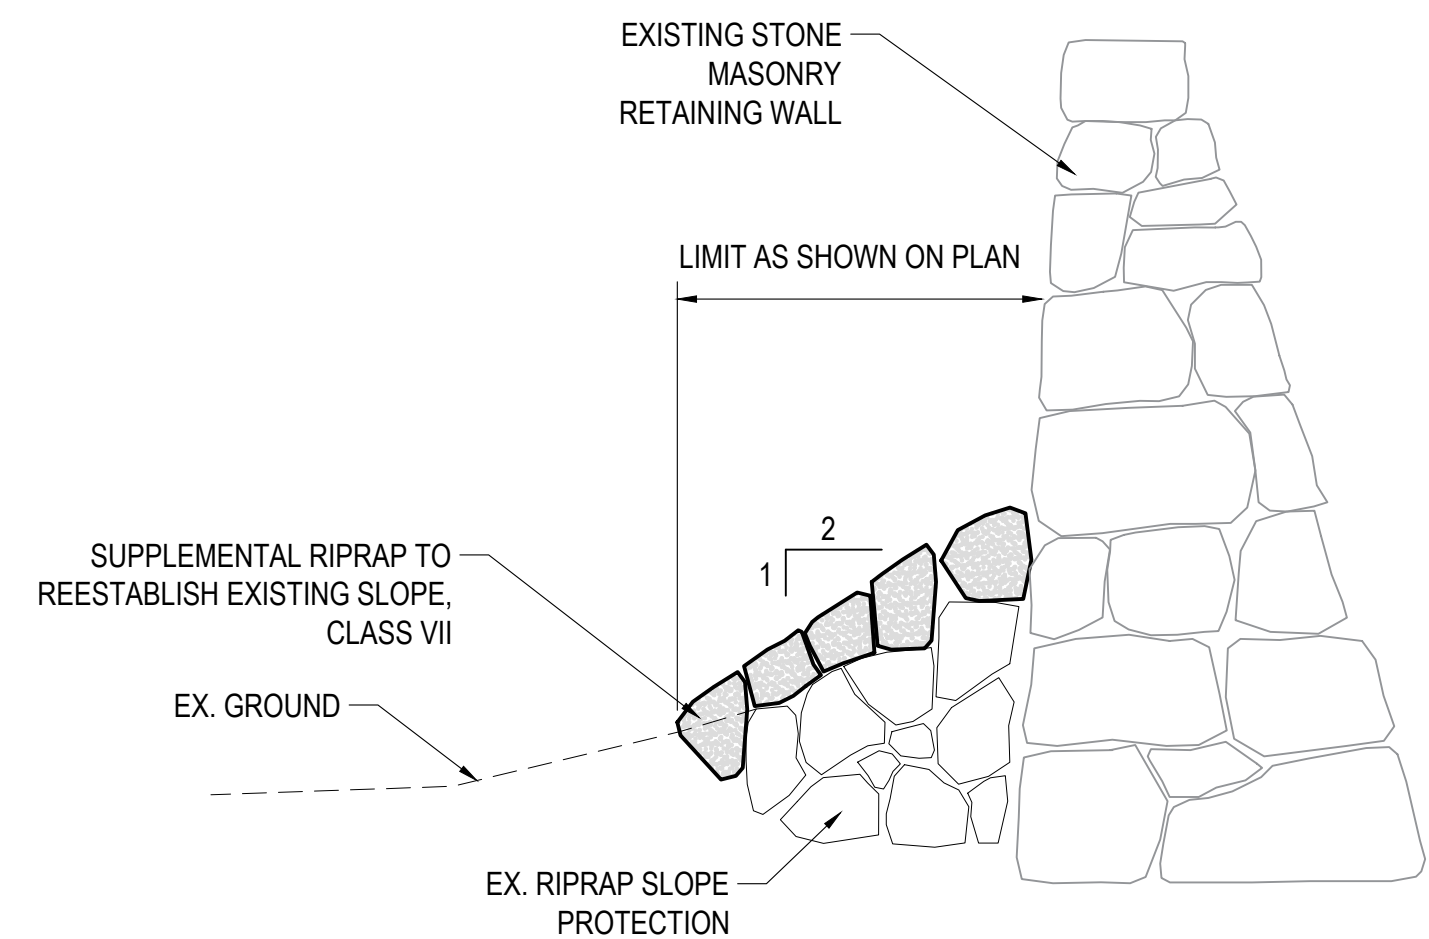 EXISTING STONE
MASONRY
RETAINING WALL
LIMIT AS SHOWN ON PLAN
2
1
SUPPLEMENTAL RIPRAP TO
REESTABLISH EXISTING SLOPE,
CLASS VII
EX. GROUND
EX. RIPRAP SLOPE
PROTECTION